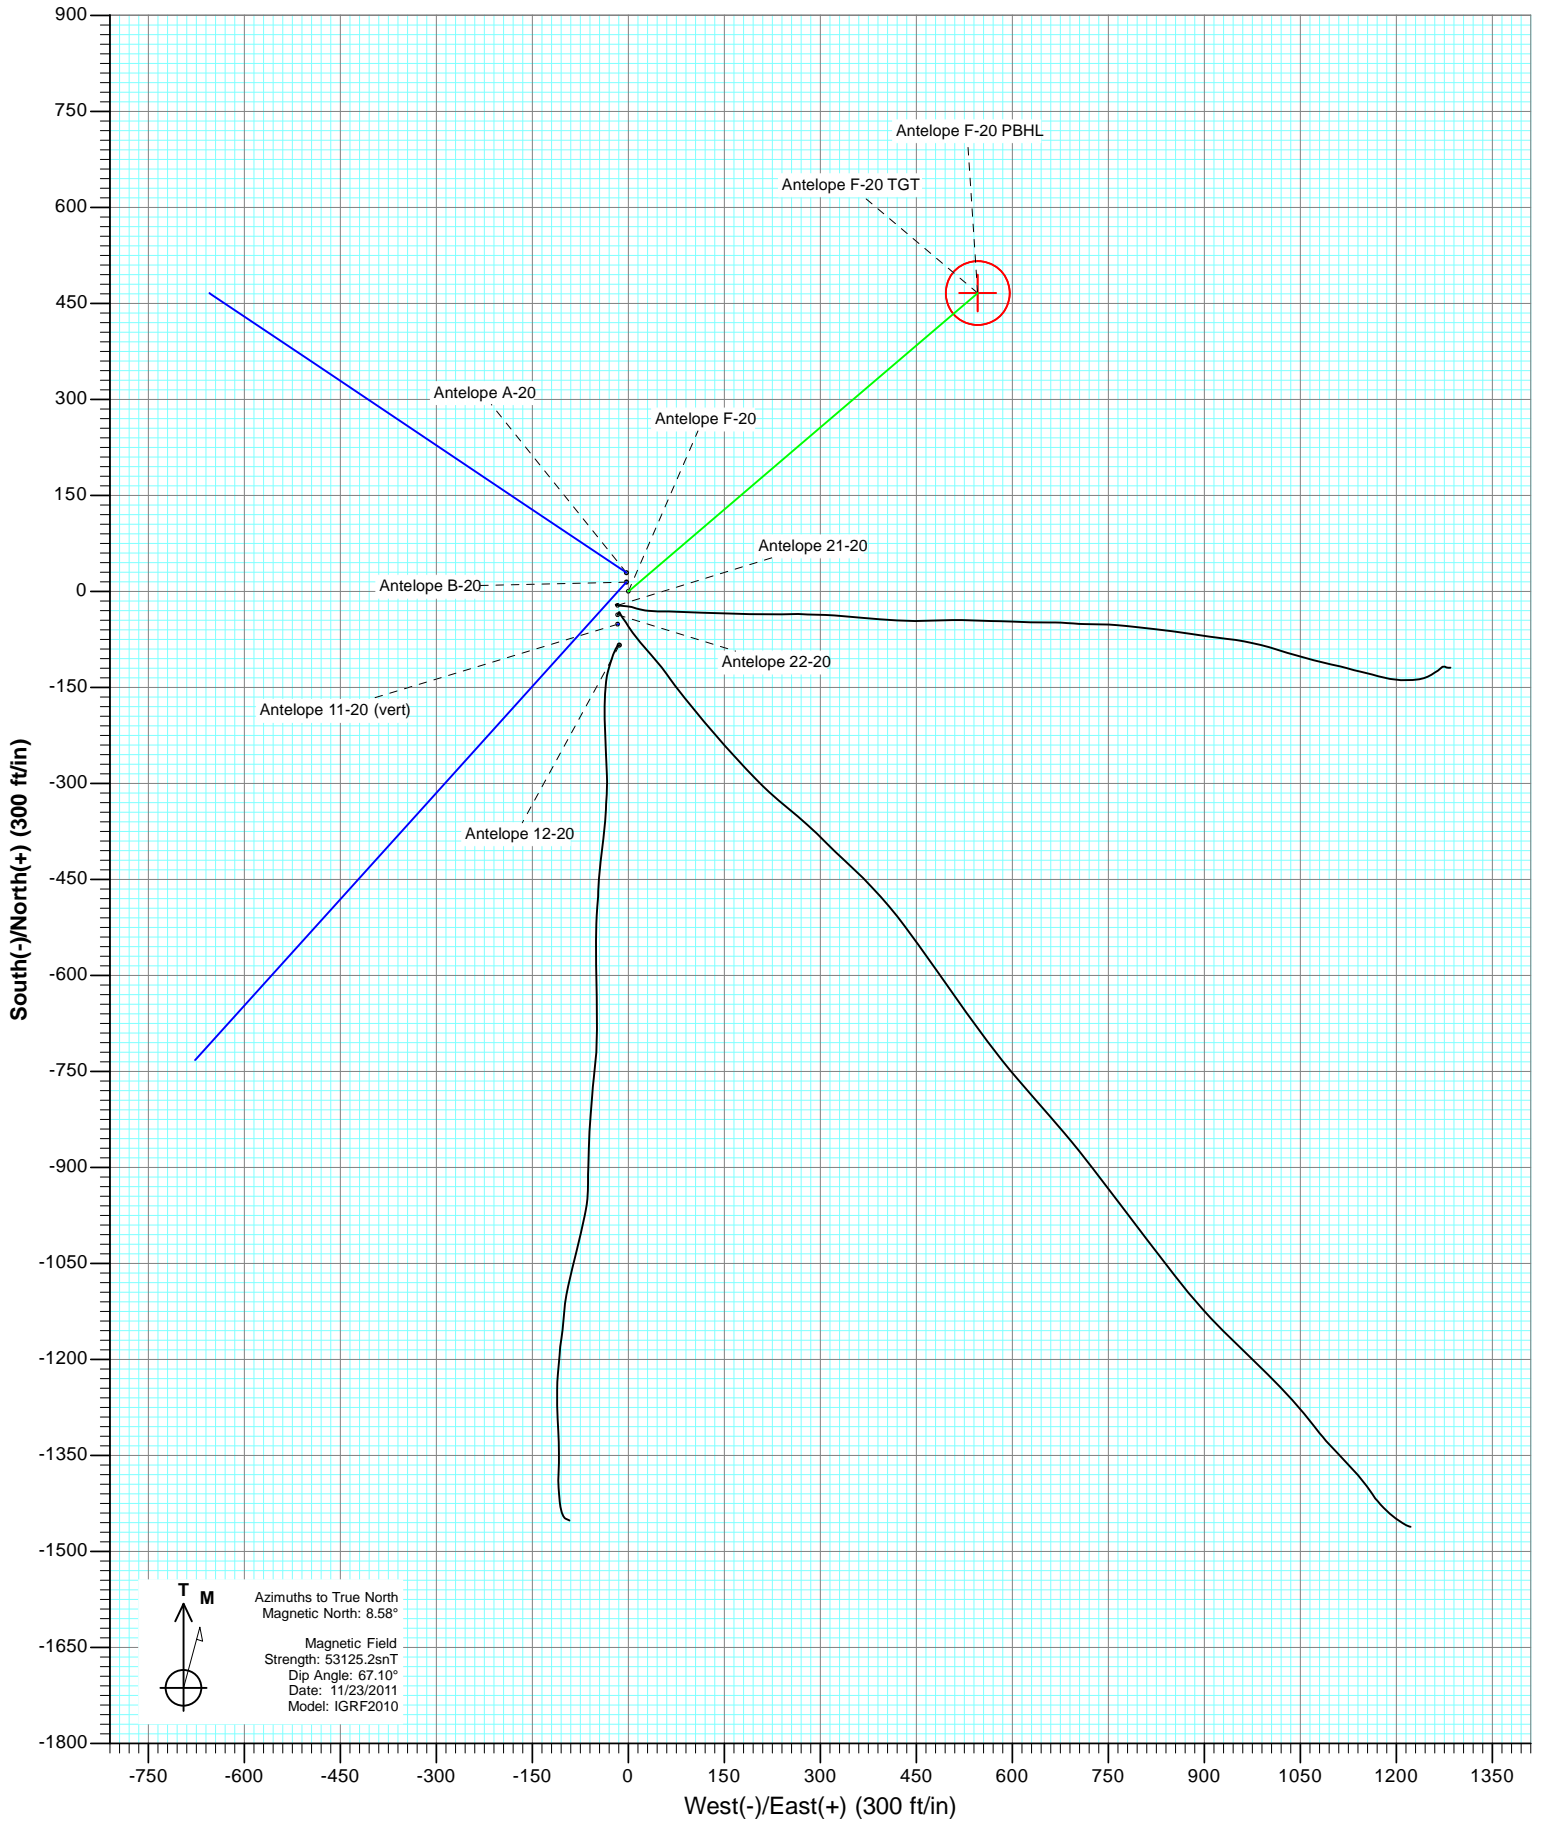 900
750
600
450
300
150
0
-150
-300
-450
-600
-750
-900
-1050
-1200
-1350
-1500
-1650
-1800
South(-)/North(+) (300 ft/in)
Antelope F-20 PBHL
Antelope F-20 TGT
Antelope A-20
Antelope F-20
Antelope 21-20
Antelope B-20
Antelope 22-20
Antelope 11-20 (vert)
Antelope 12-20
T
M
Azimuths to True North
Magnetic North: 8.58°
Magnetic Field
Strength: 53125.2snT
Dip Angle: 67.10°
Date: 11/23/2011
Model: IGRF2010
-750 -600 -450 -300 -150 0 150 300 450 600 750 900 1050 1200 1350
West(-)/East(+) (300 ft/in)